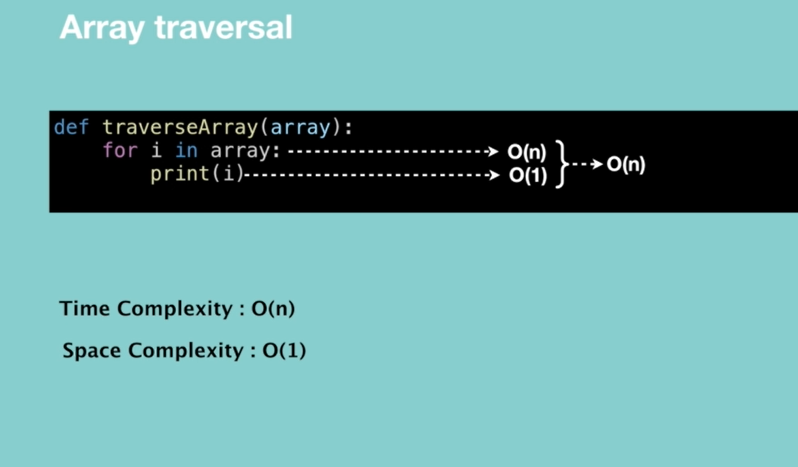 Array traversal
def traverseArray(array):
for i in array: O(n)
print(i) O(1)
O(n)
Time Complexity : O(n)
Space Complexity : O(1)